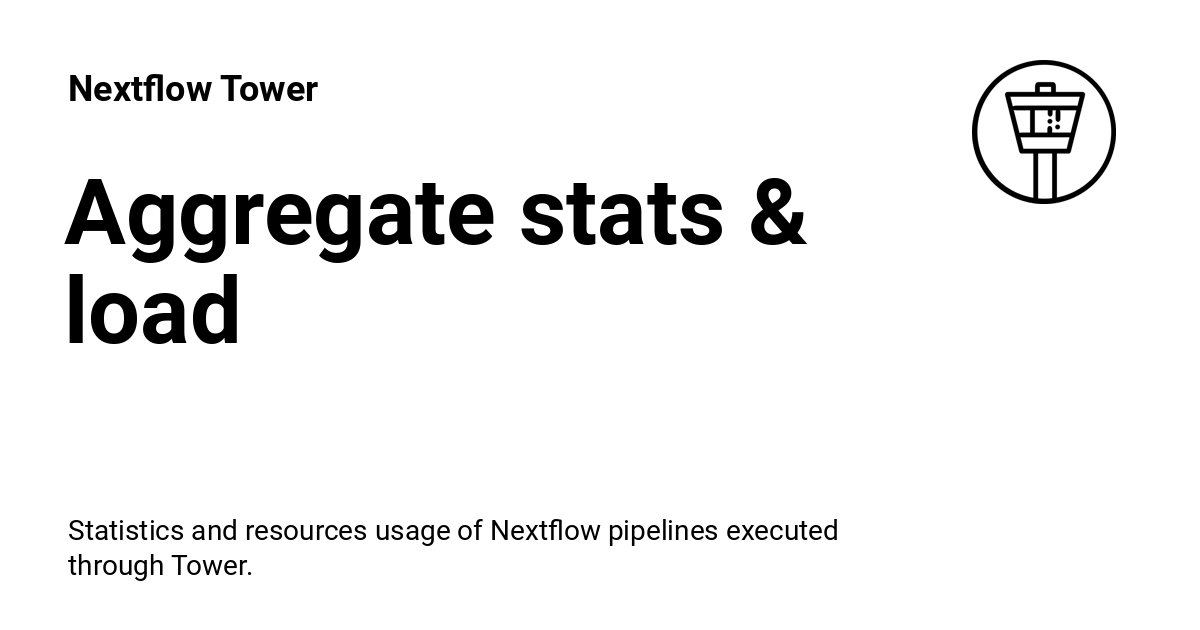 Nextflow Tower
Aggregate stats &
load
Statistics and resources usage of Nextflow pipelines executed
through Tower.